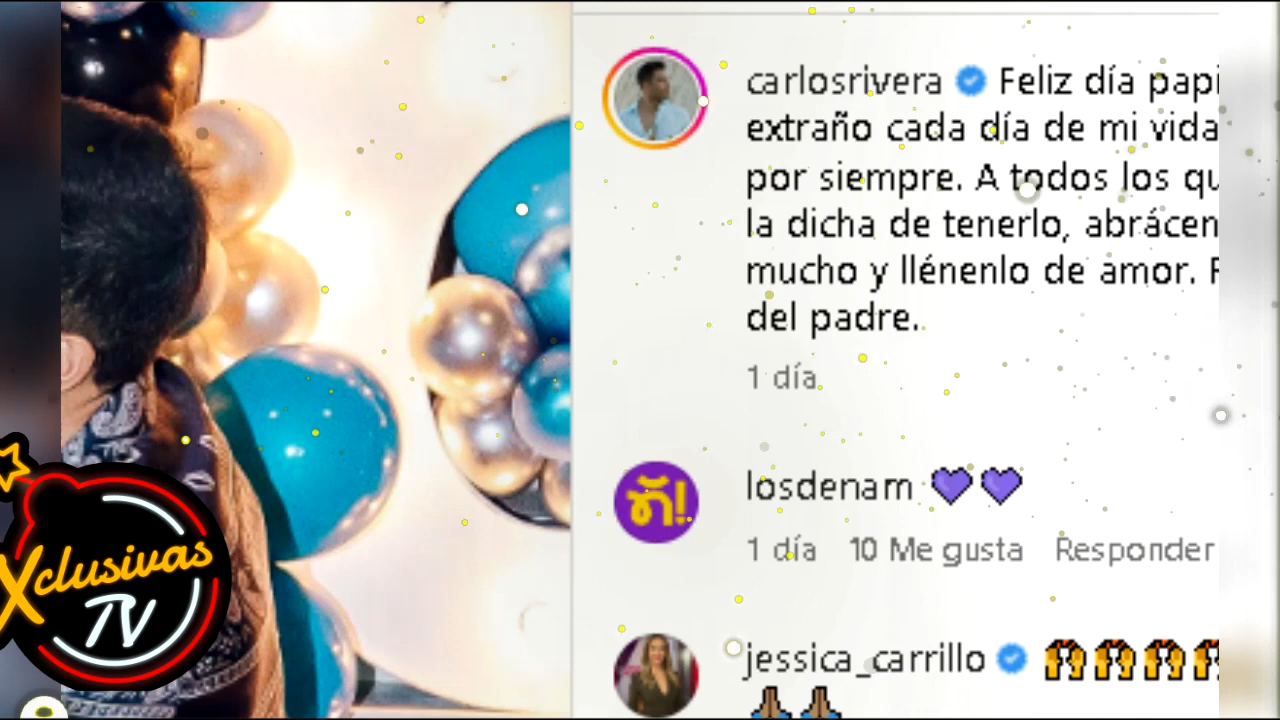 carlosrivera Feliz día papi
extraño cada día de mi vida
por siempre. A todos los qu
la dicha de tenerlo, abrácen
mucho y llénenlo de amor. F
del padre.
1 día
losdenam 💜💜
1 día 10 Me gusta Responder
jessica_carrillo
Xclusivas
TV